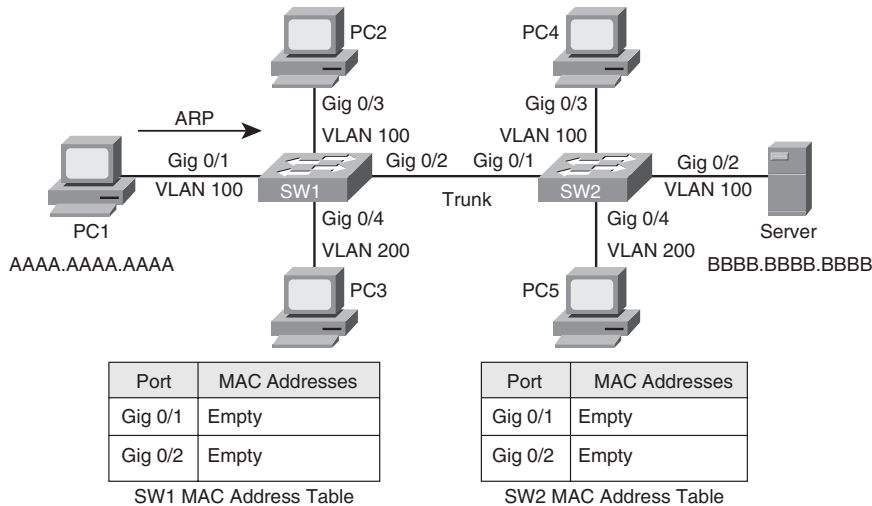 PC2
PC4
ARP
Gig 0/3
VLAN 100
Gig 0/3
VLAN 100
Gig 0/1
VLAN 100
SW1
Gig 0/2
Gig 0/1
Trunk
SW2
Gig 0/2
VLAN 100
PC1
AAAA.AAAA.AAAA
Gig 0/4
VLAN 200
Gig 0/4
VLAN 200
Server
BBBB.BBBB.BBBB
PC3
PC5
Port MAC Addresses
Gig 0/1 Empty
Gig 0/2 Empty
SW1 MAC Address Table
Port MAC Addresses
Gig 0/1 Empty
Gig 0/2 Empty
SW2 MAC Address Table